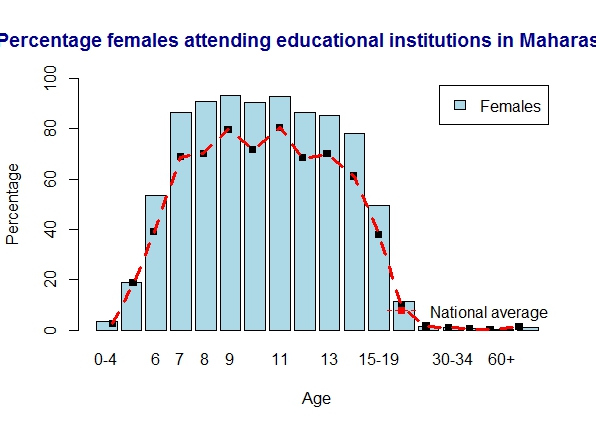 Percentage females attending educational institutions in Maharas
Females
Percentage
0 20 40 60 80 100
National average
0-4 6 7 8 9 11 13 15-19 30-34 60+
Age